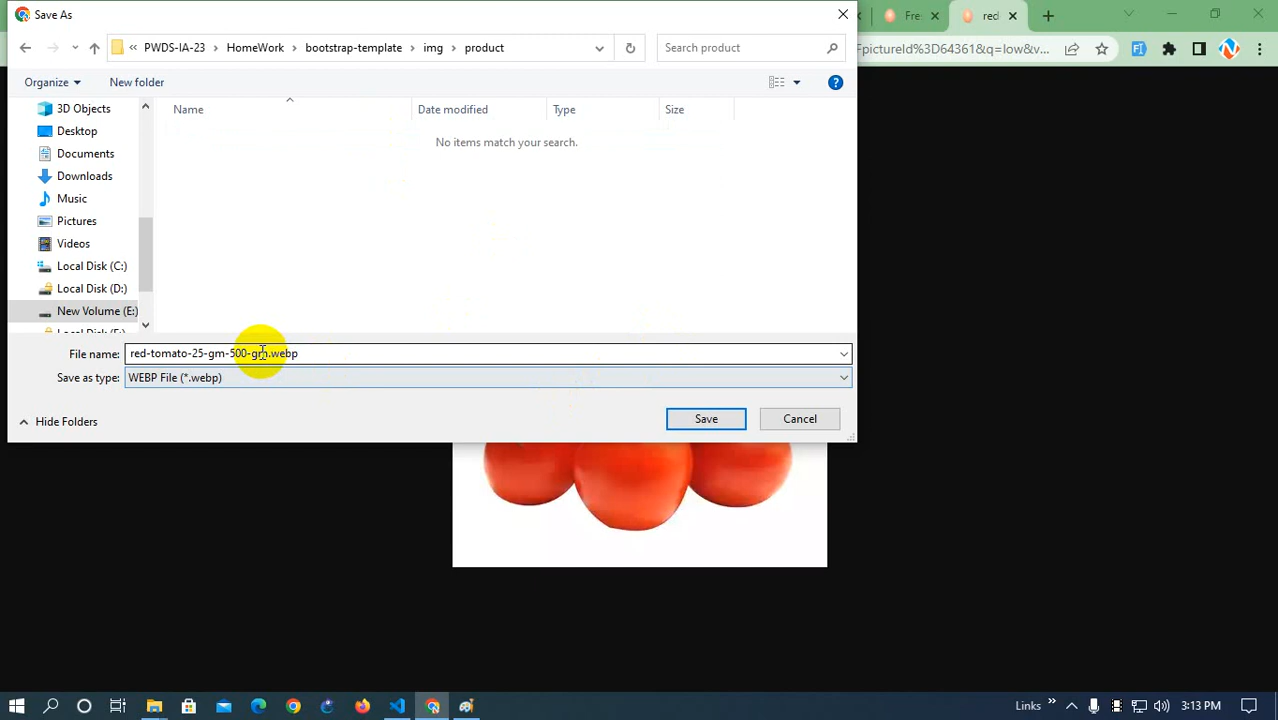 Save As
Fre
red
« PWDS-IA-23 › HomeWork › bootstrap-template › img › product
Search product
FpictureId%3D64361&q=low&v...
Organize
New folder
3D Objects
Desktop
Documents
Downloads
Music
Pictures
Videos
Local Disk (C:)
Local Disk (D:)
New Volume (E:)
Name
Date modified
Type
Size
No items match your search.
File name: red-tomato-25-gm-500-gm.webp
Save as type: WEBP File (*.webp)
Hide Folders
Save
Cancel
Links
3:13 PM